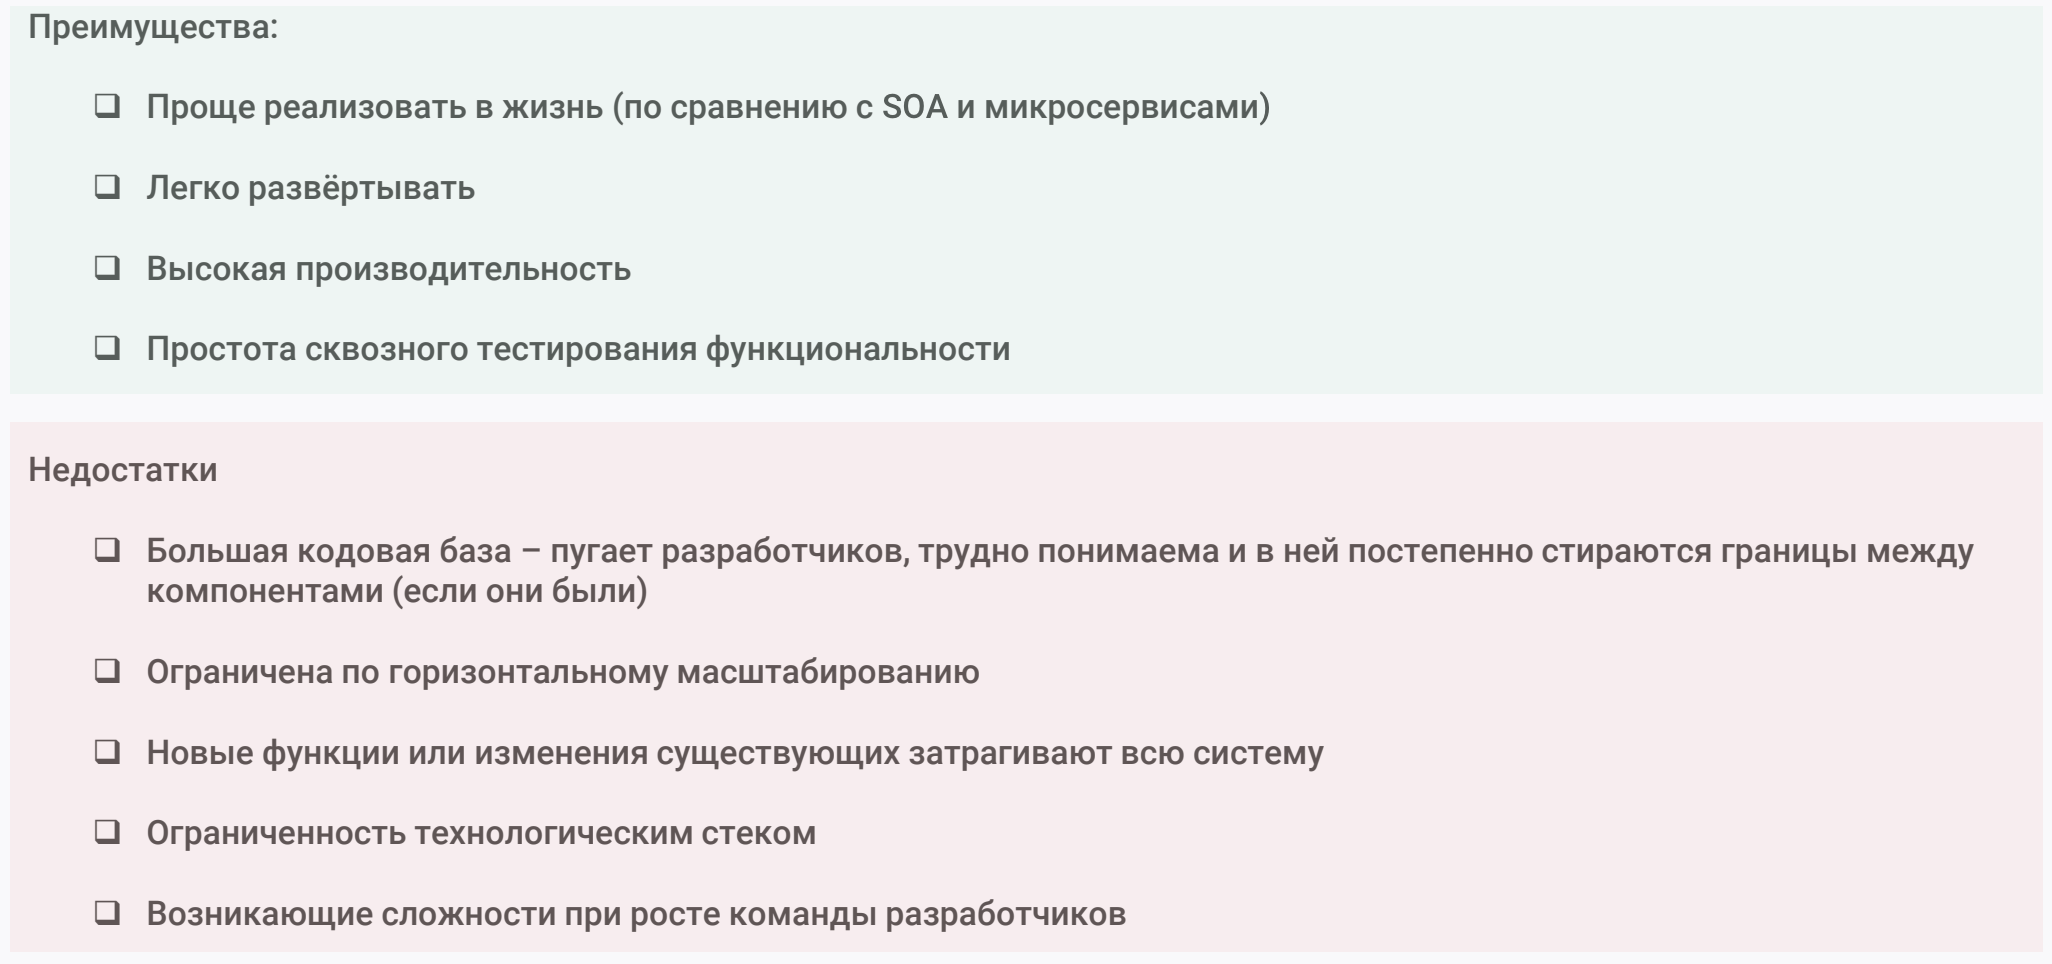 Преимущества:
Проще реализовать в жизнь (по сравнению с SOA и микросервисами)
Легко развёртывать
Высокая производительность
Простота сквозного тестирования функциональности
Недостатки
Большая кодовая база – пугает разработчиков, трудно понимаема и в ней постепенно стираются границы между
компонентами (если они были)
Ограничена по горизонтальному масштабированию
Новые функции или изменения существующих затрагивают всю систему
Ограниченность технологическим стеком
Возникающие сложности при росте команды разработчиков